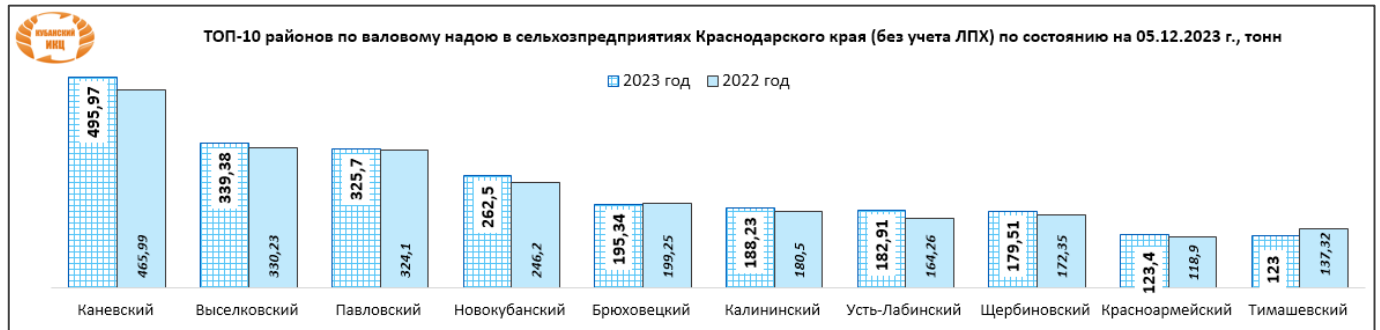 КУБАНСКИЙ
ИКЦ
ТОП-10 районов по валовому надою в сельхозпредприятиях Краснодарского края (без учета ЛПХ) по состоянию на 05.12.2023 г., тонн
2023 год 2022 год
495,97 465,99 339,38 330,23 325,7 324,1 262,5 246,2 195,34 199,25 188,23 180,5 182,91 164,26 179,51 172,35 123,4 118,9 123 137,32
Каневский Выселковский Павловский Новокубанский Брюховецкий Калининский Усть-Лабинский Щербиновский Красноармейский Тимашевский